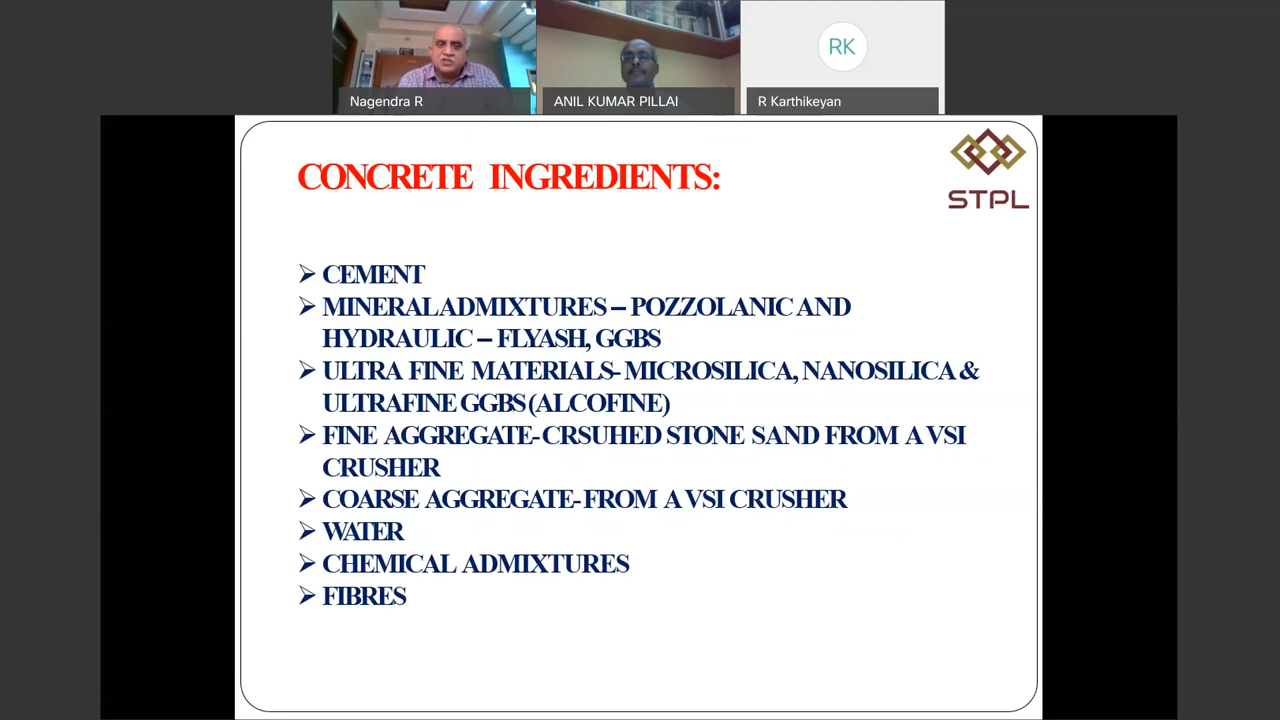 Nagendra R
ANIL KUMAR PILLAI
RK
R Karthikeyan
CONCRETE INGREDIENTS:
STPL
➢ CEMENT
➢ MINERAL ADMIXTURES – POZZOLANIC AND
HYDRAULIC – FLYASH, GGBS
➢ ULTRA FINE MATERIALS- MICROSILICA, NANOSILICA &
ULTRAFINE GGBS (ALCOFINE)
➢ FINE AGGREGATE- CRSUHED STONE SAND FROM A VSI
CRUSHER
➢ COARSE AGGREGATE- FROM A VSI CRUSHER
➢ WATER
➢ CHEMICAL ADMIXTURES
➢ FIBRES